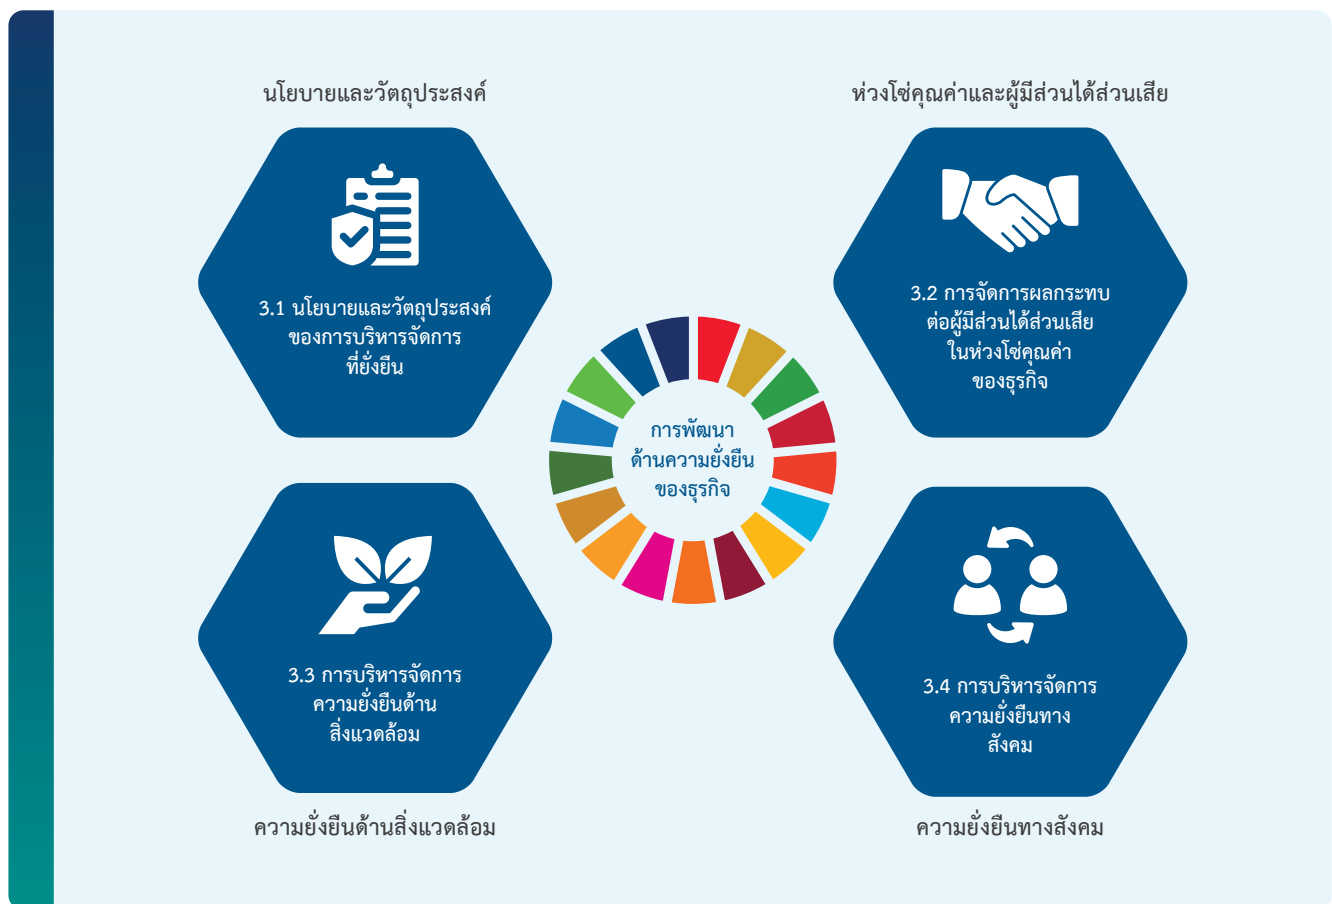 นโยบายและวัตถุประสงค์
ห่วงโซ่คุณค่าและผู้มีส่วนได้ส่วนเสีย
3.1 นโยบายและวัตถุประสงค์
ของการบริหารจัดการ
ที่ยั่งยืน
3.2 การจัดการผลกระทบ
ต่อผู้มีส่วนได้ส่วนเสีย
ในห่วงโซ่คุณค่า
ของธุรกิจ
การพัฒนา
ด้านความยั่งยืน
ของธุรกิจ
3.3 การบริหารจัดการ
ความยั่งยืนด้าน
สิ่งแวดล้อม
3.4 การบริหารจัดการ
ความยั่งยืนทาง
สังคม
ความยั่งยืนด้านสิ่งแวดล้อม
ความยั่งยืนทางสังคม